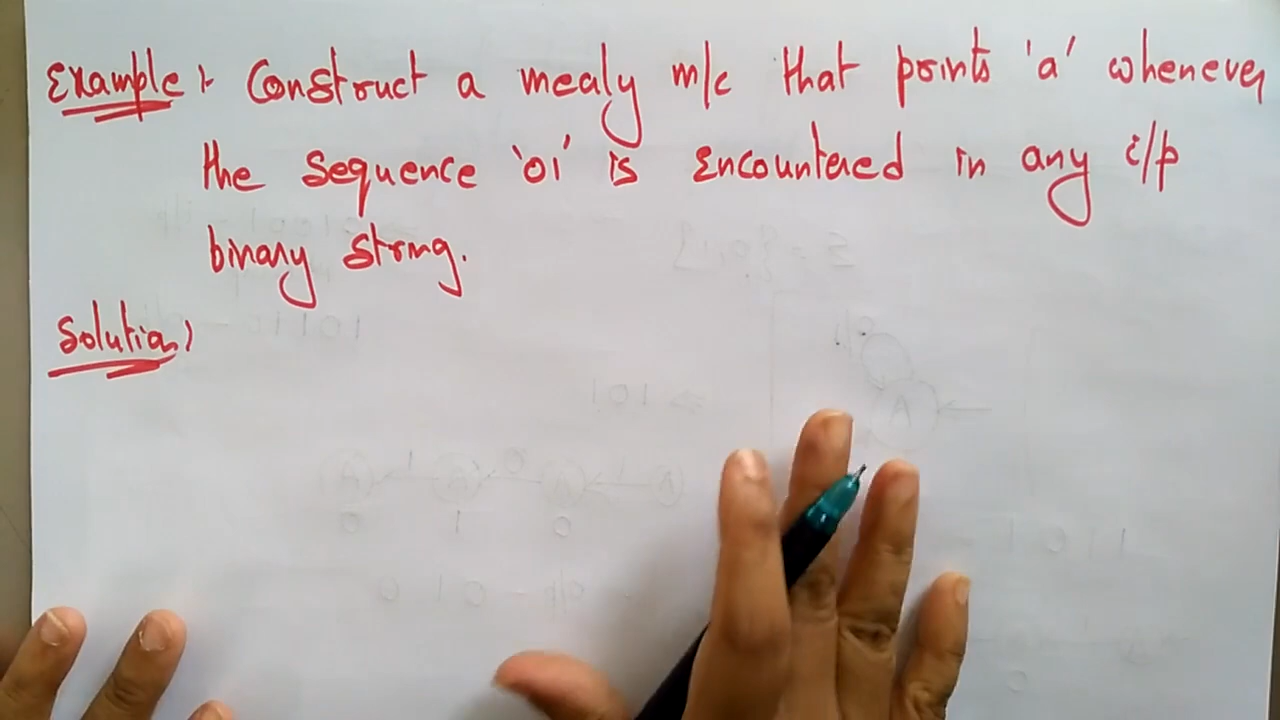 Example :- Construct a mealy m/c that points 'a' whenever
the sequence '01' is encountered in any i/p
binary string.
Solution)